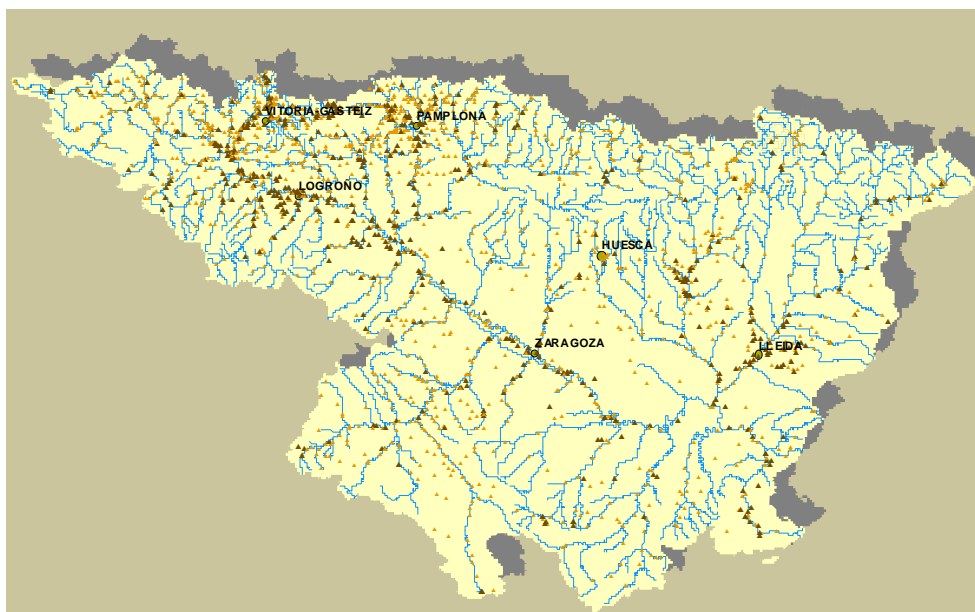 VITORIA-GASTEIZ
PAMPLONA
LOGROÑO
HUESCA
ZARAGOZA
LLEIDA